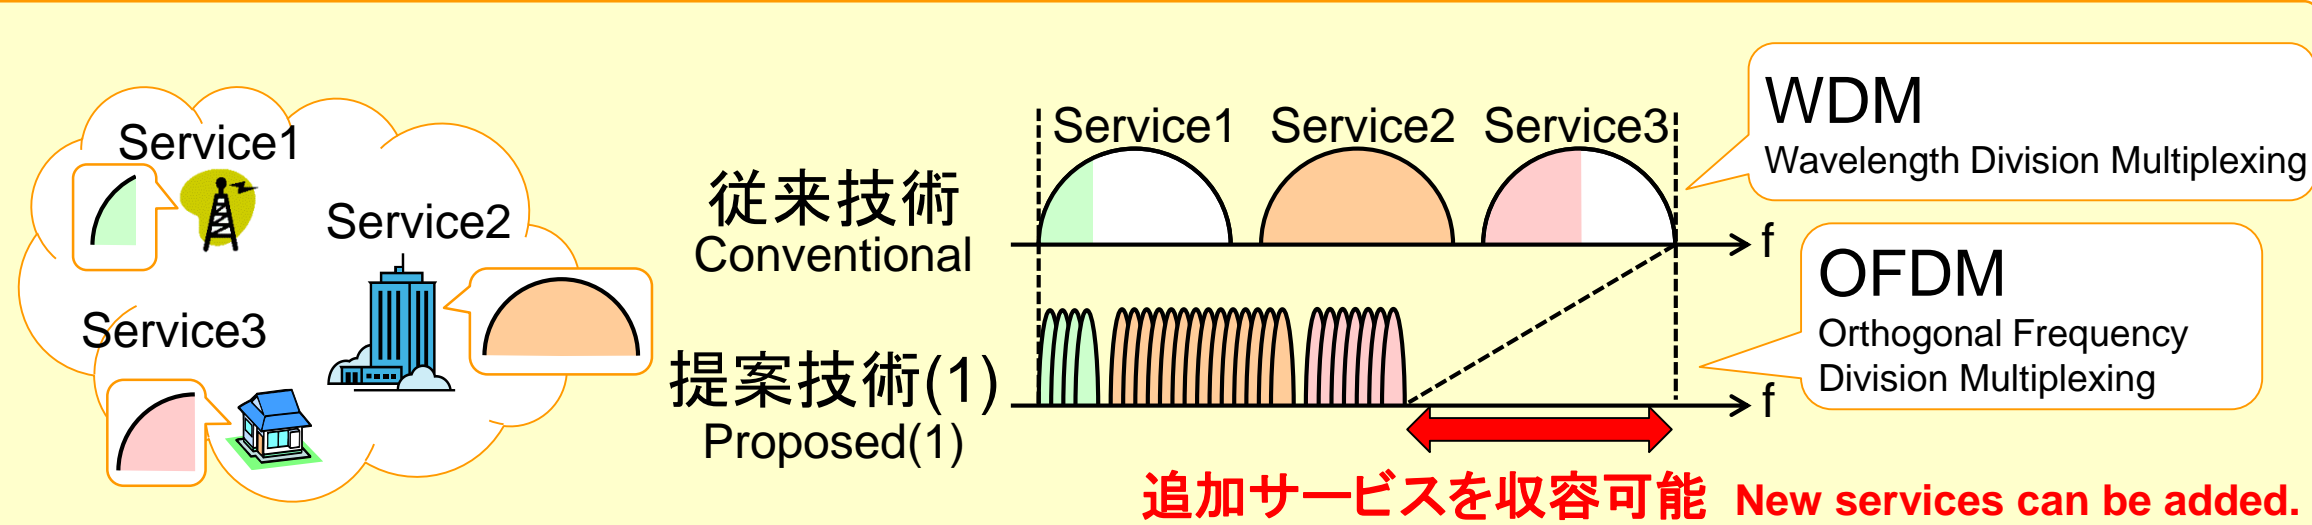 Service1
Service2
Service3
従来技術
Conventional
提案技術(1)
Proposed(1)
Service1 Service2 Service3
f
f
WDM
Wavelength Division Multiplexing
OFDM
Orthogonal Frequency
Division Multiplexing
追加サービスを収容可能 New services can be added.